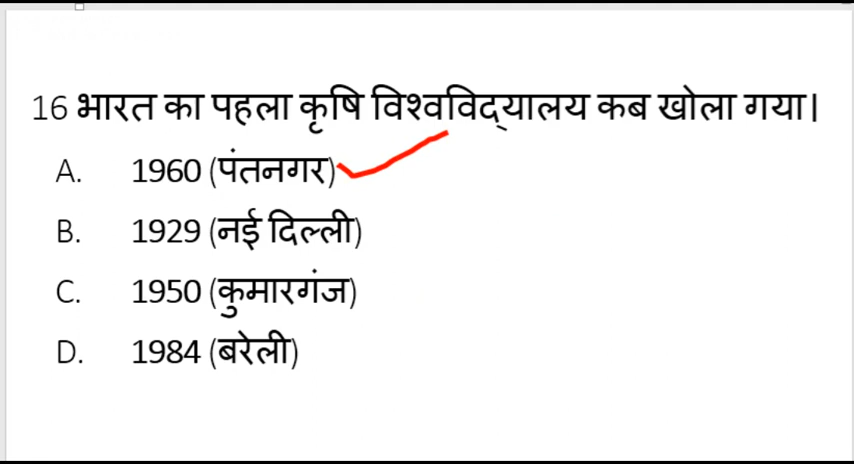 16 भारत का पहला कृषि विश्वविद्यालय कब खोला गया।
A. 1960 (पंतनगर)
B. 1929 (नई दिल्ली)
C. 1950 (कुमारगंज)
D. 1984 (बरेली)